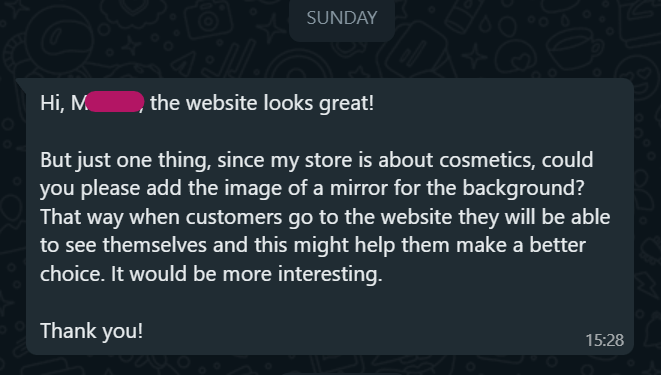 SUNDAY
Hi, M , the website looks great!
But just one thing, since my store is about cosmetics, could
you please add the image of a mirror for the background?
That way when customers go to the website they will be able
to see themselves and this might help them make a better
choice. It would be more interesting.
Thank you!
15:28